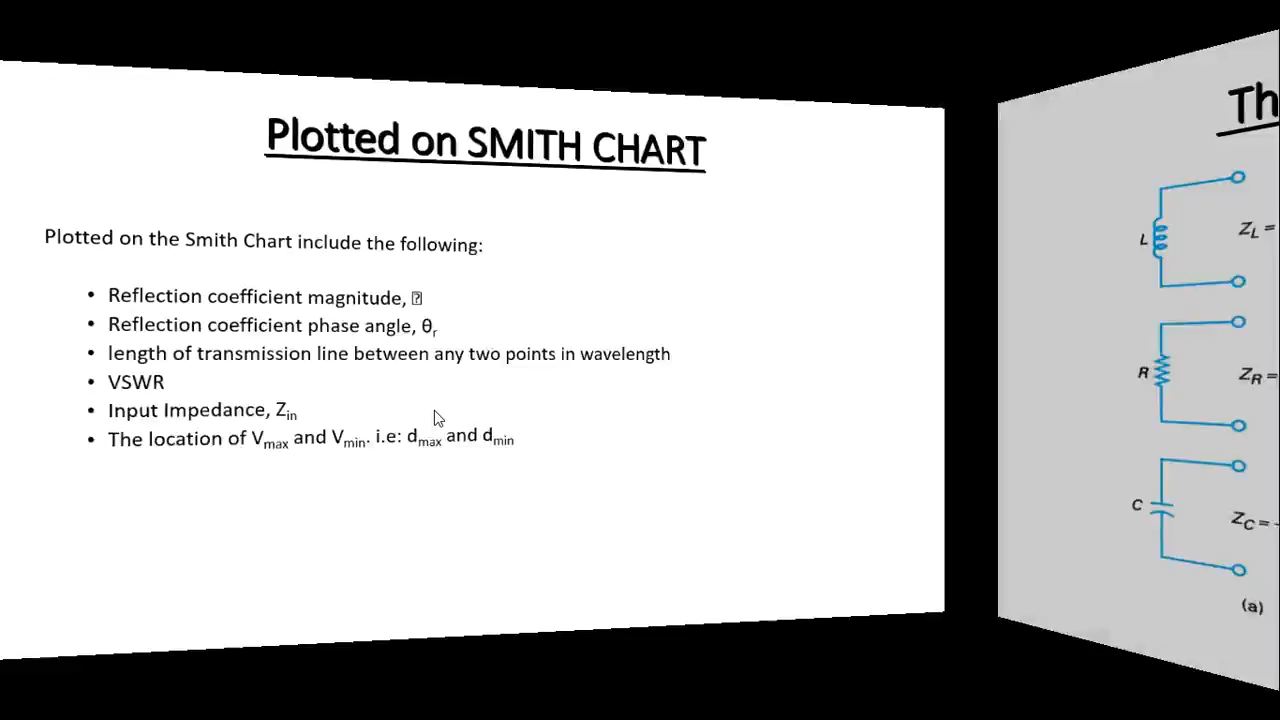 Plotted on SMITH CHART
Plotted on the Smith Chart include the following:
• Reflection coefficient magnitude, 
• Reflection coefficient phase angle, θr
• length of transmission line between any two points in wavelength
• VSWR
• Input Impedance, Zin
• The location of Vmax and Vmin. i.e: dmax and dmin
Th
L
ZL =
R
ZR =
C
ZC = -
(a)